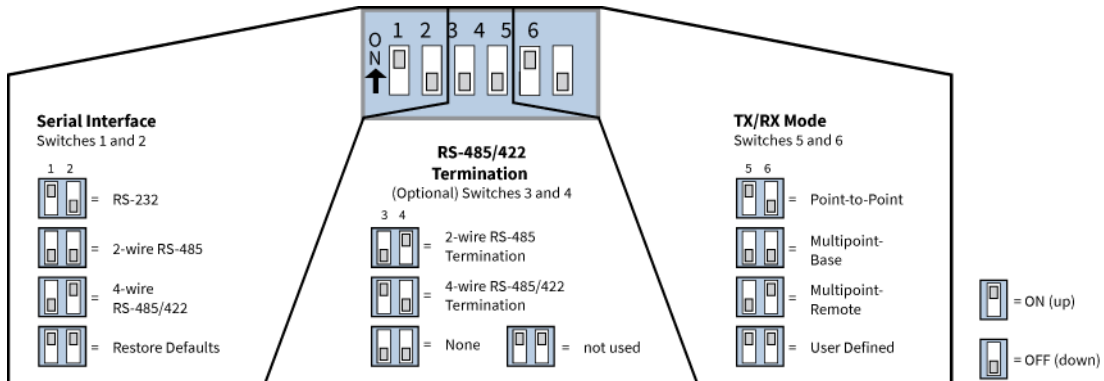 ON
1 2 3 4 5 6
Serial Interface
Switches 1 and 2
1 2
= RS-232
= 2-wire RS-485
= 4-wire
RS-485/422
= Restore Defaults
RS-485/422
Termination
(Optional) Switches 3 and 4
3 4
= 2-wire RS-485
Termination
= 4-wire RS-485/422
Termination
= None
= not used
TX/RX Mode
Switches 5 and 6
5 6
= Point-to-Point
= Multipoint-
Base
= Multipoint-
Remote
= User Defined
= ON (up)
= OFF (down)